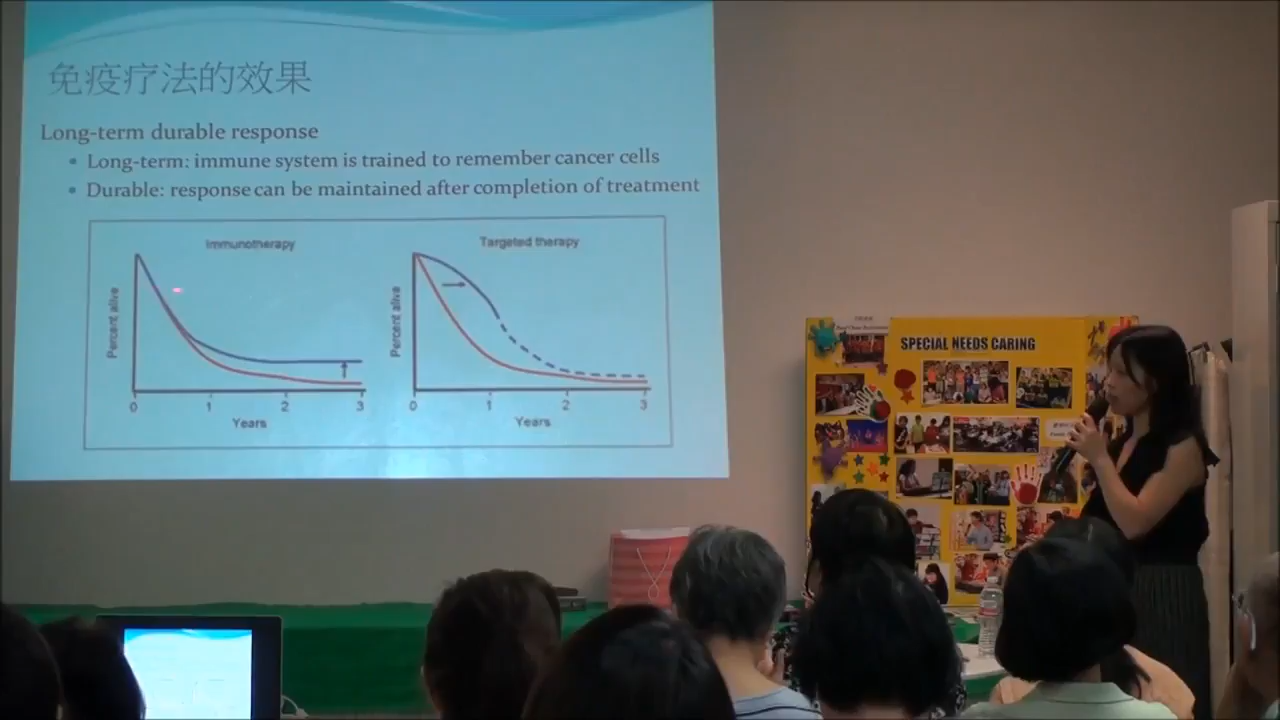 免疫疗法的效果
Long-term durable response
• Long-term: immune system is trained to remember cancer cells
• Durable: response can be maintained after completion of treatment
Immunotherapy
Percent alive
0 1 2 3
Years
Targeted therapy
Percent alive
0 1 2 3
Years
SPECIAL NEEDS CARING